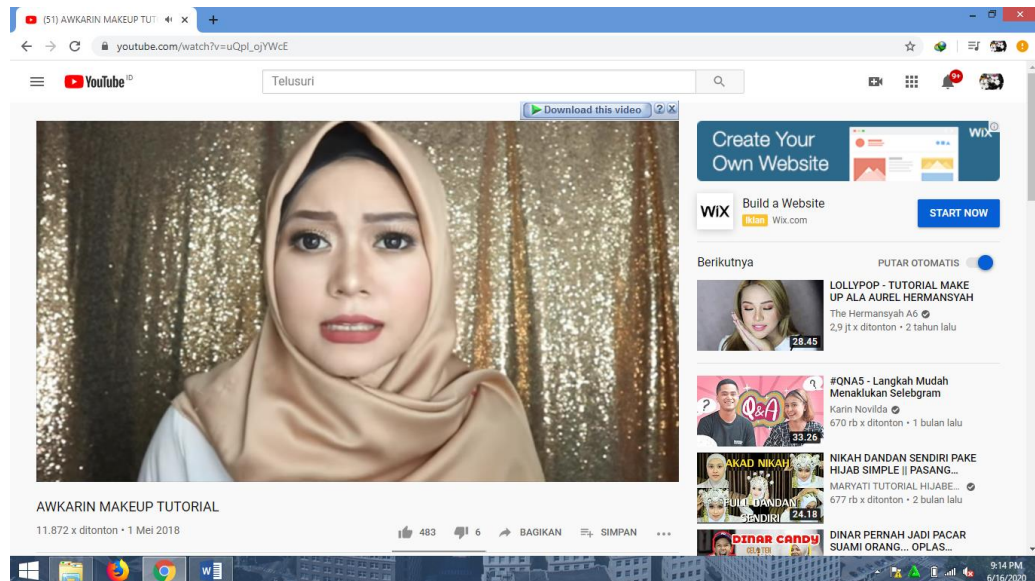 (51) AWKARIN MAKEUP TUT
youtube.com/watch?v=uQpI_ojYWcE
YouTube ID
Telusuri
9+
Download this video
Create Your
Own Website
WiX
WiX
Build a Website
Iklan Wix.com
START NOW
Berikutnya
PUTAR OTOMATIS
LOLLYPOP - TUTORIAL MAKE
UP ALA AUREL HERMANSYAH
The Hermansyah A6
2,9 jt x ditonton • 2 tahun lalu
28.45
#QNA5 - Langkah Mudah
Menaklukan Selebgram
Karin Novilda
670 rb x ditonton • 1 bulan lalu
Q&A
33.26
NIKAH DANDAN SENDIRI PAKE
HIJAB SIMPLE || PASANG...
MARYATI TUTORIAL HIJABE...
677 rb x ditonton • 2 bulan lalu
AKAD NIKAH
FULL DANDAN
SENDIRI
24.18
DINAR PERNAH JADI PACAR
SUAMI ORANG... OPLAS...
DINAR CANDY
AWKARIN MAKEUP TUTORIAL
11.872 x ditonton • 1 Mei 2018
483
6
BAGIKAN
SIMPAN
9:14 PM
6/16/2020